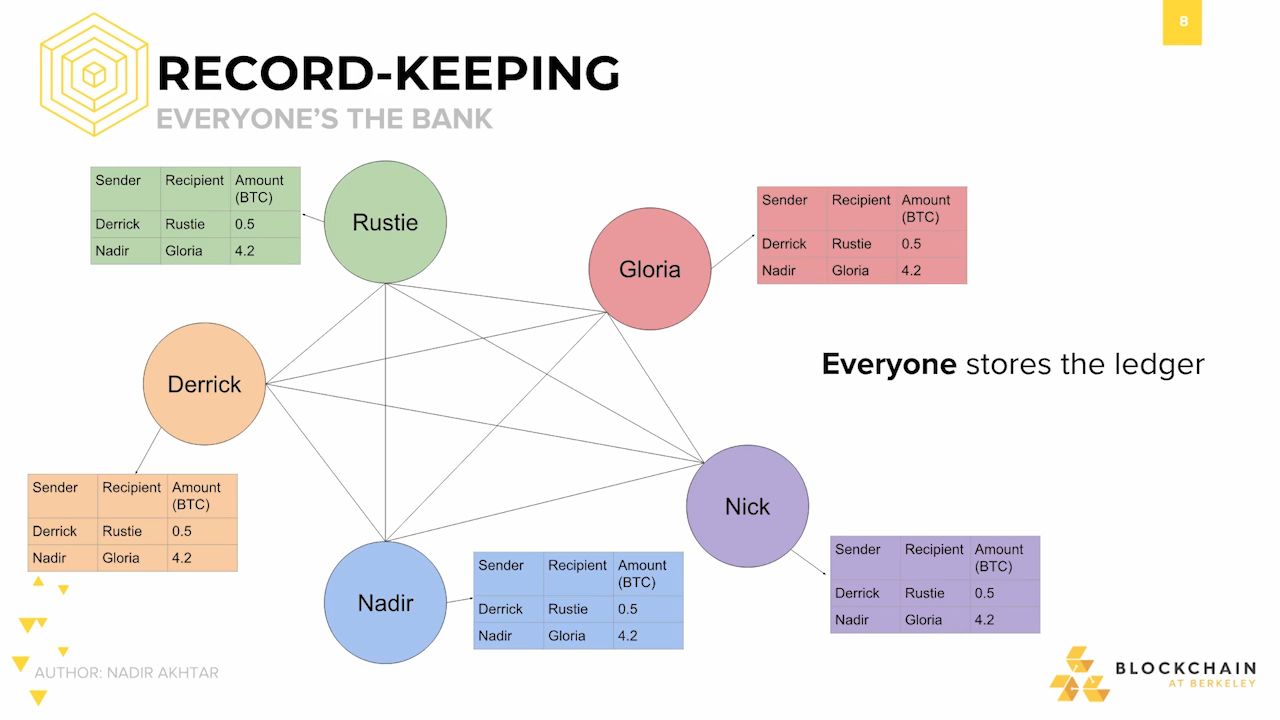 8
RECORD-KEEPING
EVERYONE'S THE BANK
Sender Recipient Amount
(BTC)
Derrick Rustie 0.5
Nadir Gloria 4.2
Rustie
Gloria
Sender Recipient Amount
(BTC)
Derrick Rustie 0.5
Nadir Gloria 4.2
Everyone stores the ledger
Derrick
Sender Recipient Amount
(BTC)
Derrick Rustie 0.5
Nadir Gloria 4.2
Nick
Sender Recipient Amount
(BTC)
Derrick Rustie 0.5
Nadir Gloria 4.2
Nadir
Sender Recipient Amount
(BTC)
Derrick Rustie 0.5
Nadir Gloria 4.2
AUTHOR: NADIR AKHTAR
BLOCKCHAIN
AT BERKELEY